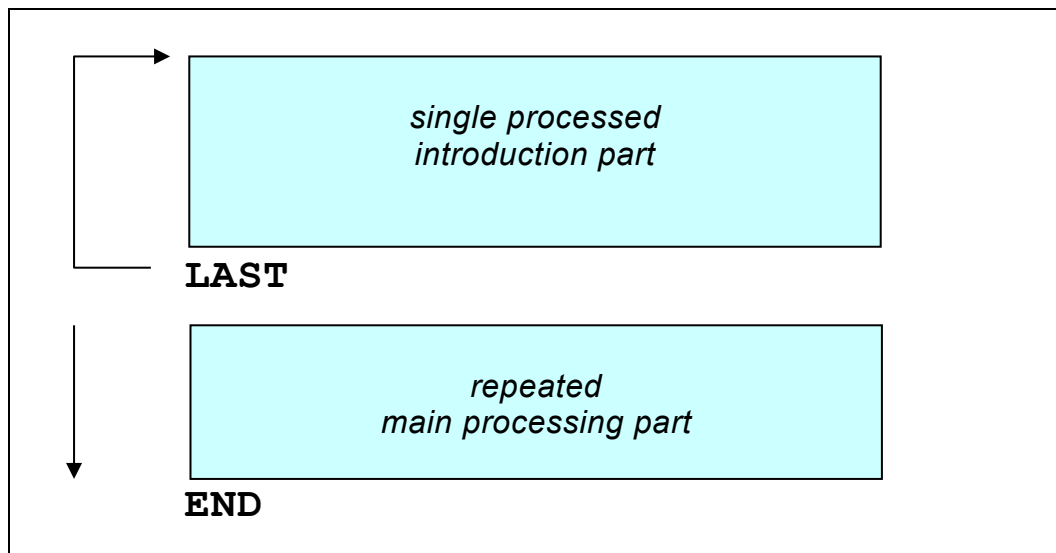 single processed
introduction part
LAST
repeated
main processing part
END